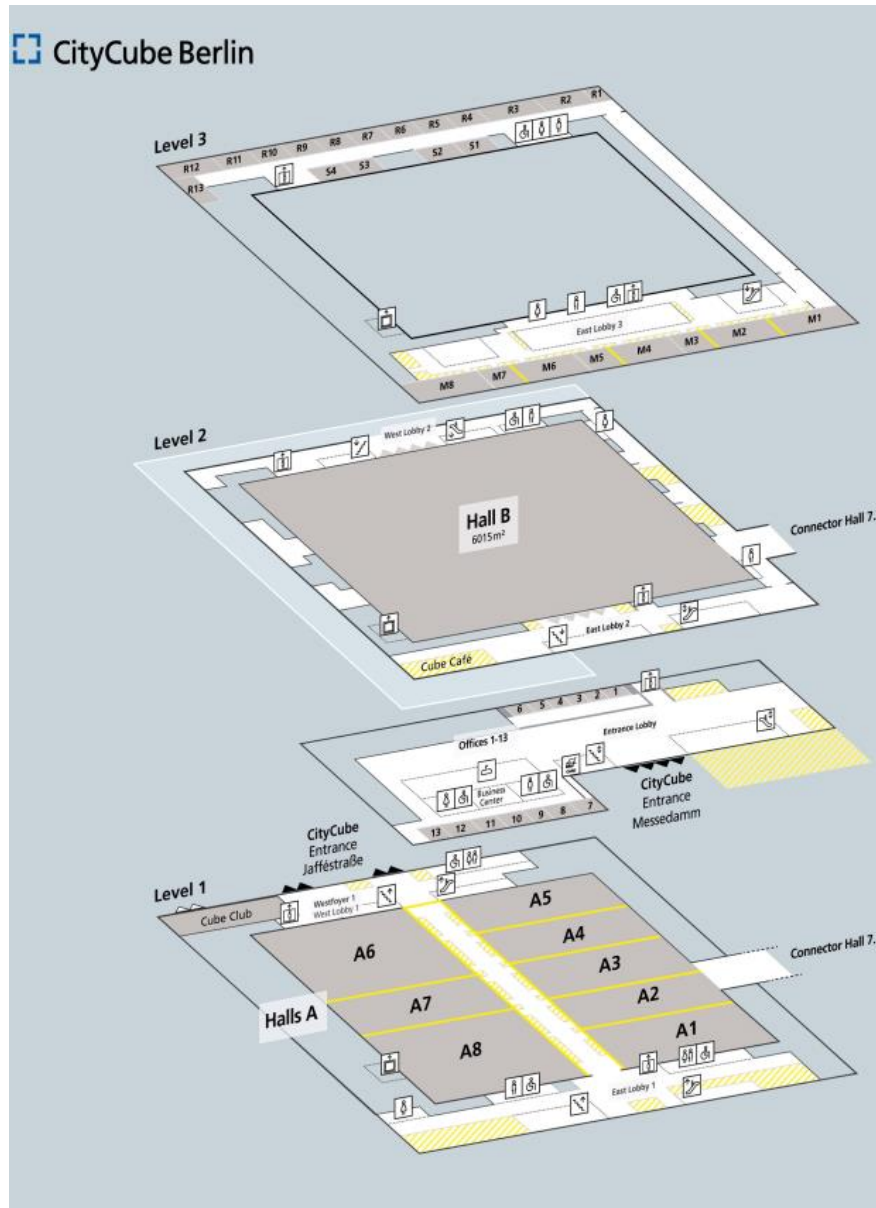 CityCube Berlin
Level 3
R12
R11
R10
R9
R8
R7
R6
R5
R4
R3
R2
R1
R13
S4
S3
S2
S1
East Lobby 3
M8
M7
M6
M5
M4
M3
M2
M1
Level 2
West Lobby 2
Hall B
6015m²
Connector Hall 7.
East Lobby 2
Cube Café
6
5
4
3
2
1
Offices 1-13
Entrance Lobby
Business
Center
13
12
11
10
9
8
7
CityCube
Entrance
Messedamm
CityCube
Entrance
Jafféstraße
Level 1
Cube Club
Westfoyer 1
West Lobby 1
A5
A4
A3
A2
A1
A6
A7
A8
Halls A
Connector Hall 7.
East Lobby 1